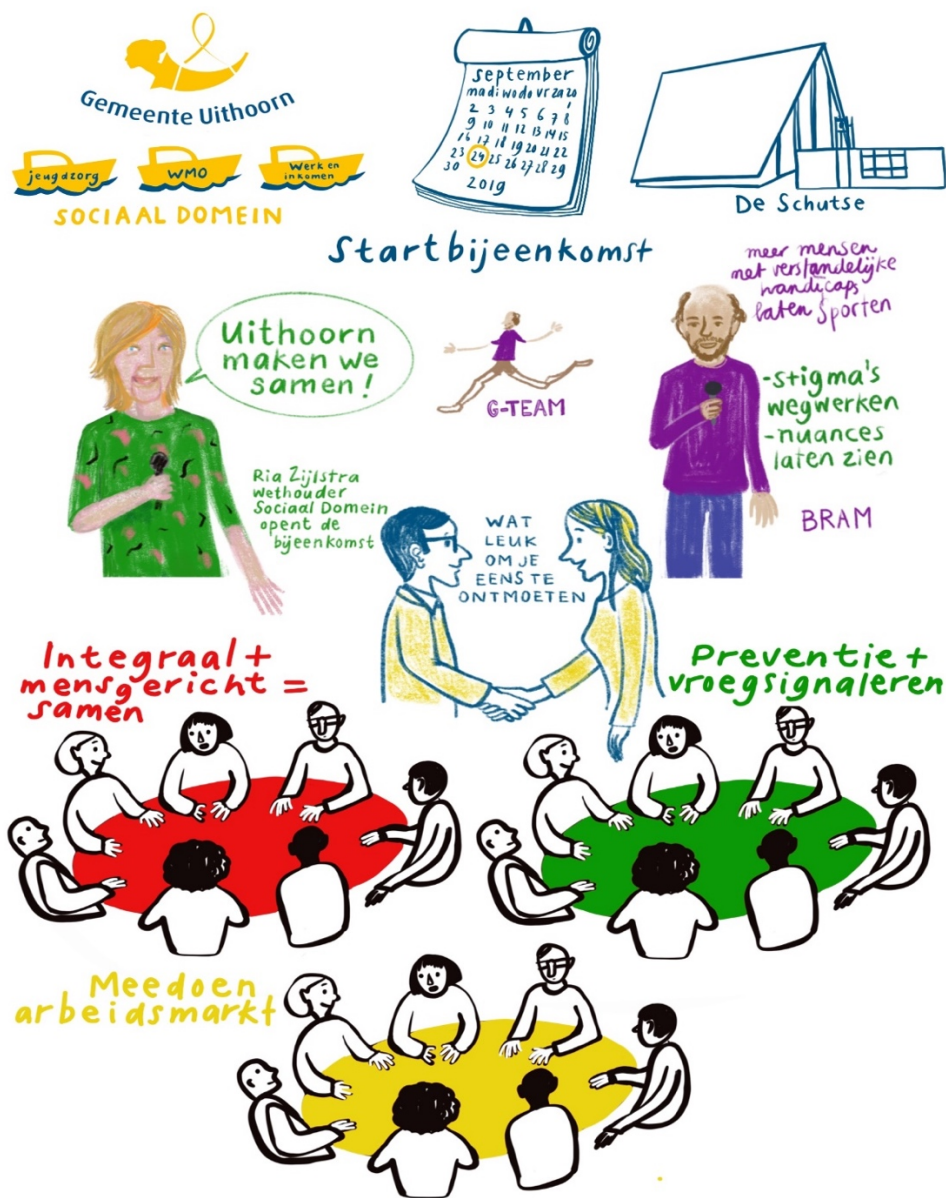 Gemeente Uithoorn
jeugdzorg
WMO
Werk en
inkomen
SOCIAAL DOMEIN
september
ma di wo do vr za zo
1
2 3 4 5 6 7 8
9 10 11 12 13 14 15
16 17 18 19 20 21 22
23 24 25 26 27 28 29
30
2019
De Schutse
Startbijeenkomst
Uithoorn
maken we
samen!
Ria Zijlstra
wethouder
Sociaal Domein
opent de
bijeenkomst
G-TEAM
meer mensen
met verstandelijke
handicaps
laten sporten
-stigma's
wegwerken
-nuances
laten zien
BRAM
WAT
LEUK
OM JE
EENS TE
ONTMOETEN
Integraal +
mensgericht =
samen
Preventie +
vroegsignaleren
Meedoen
arbeidsmarkt